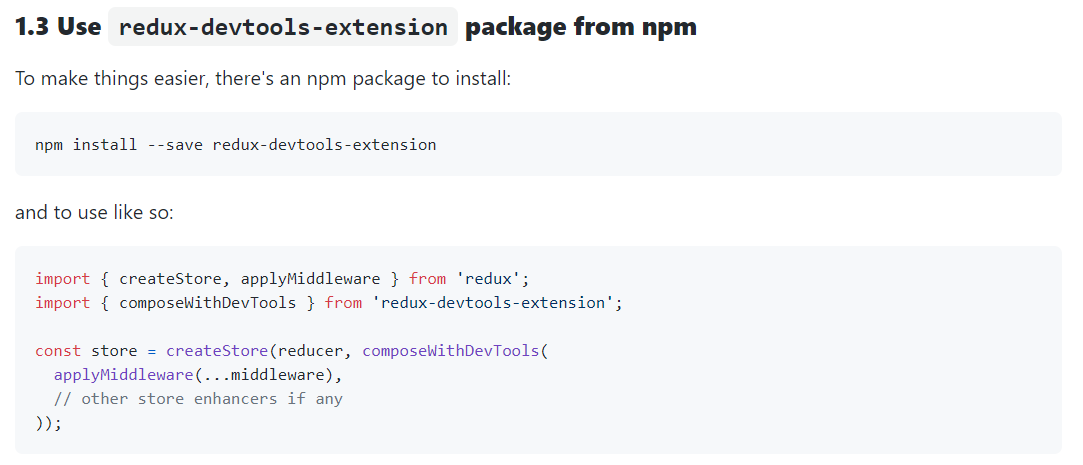 1.3 Use redux-devtools-extension package from npm
To make things easier, there's an npm package to install:
npm install --save redux-devtools-extension
and to use like so:
import { createStore, applyMiddleware } from 'redux';
import { composeWithDevTools } from 'redux-devtools-extension';
const store = createStore(reducer, composeWithDevTools(
  applyMiddleware(...middleware),
  // other store enhancers if any
));